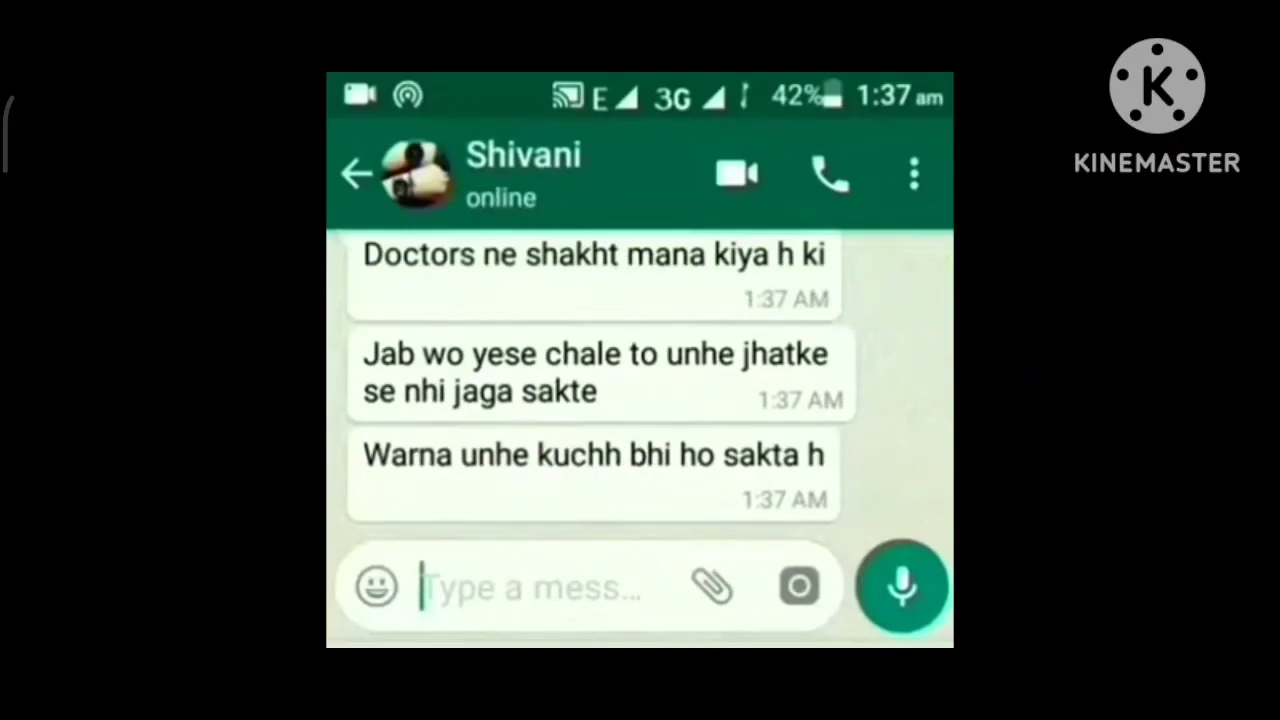 KINEMASTER
E 3G 42% 1:37 am
Shivani
online
Doctors ne shakht mana kiya h ki
1:37 AM
Jab wo yese chale to unhe jhatke
se nhi jaga sakte
1:37 AM
Warna unhe kuchh bhi ho sakta h
1:37 AM
Type a mess...